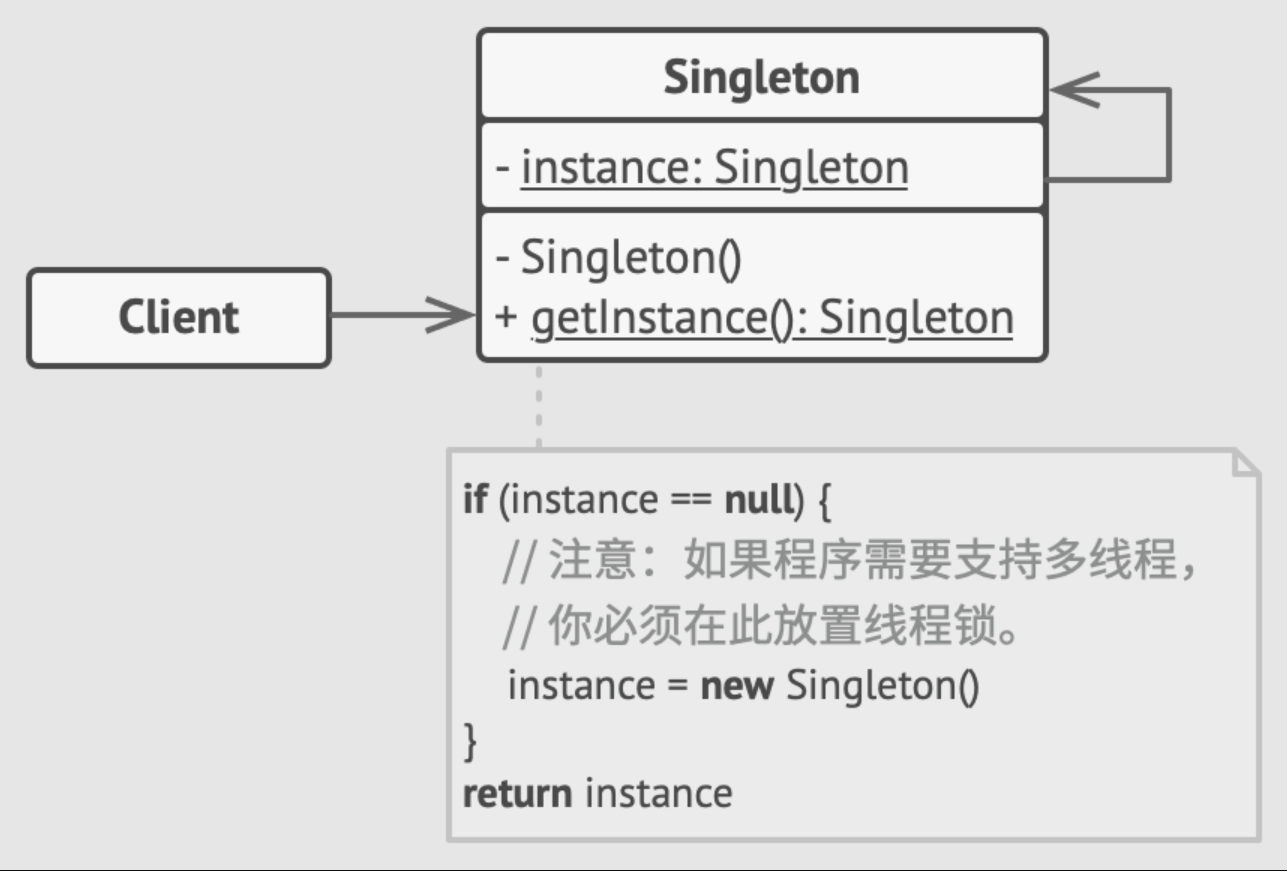 Singleton
- instance: Singleton
- Singleton()
+ getInstance(): Singleton
Client
if (instance == null) {
// 注意：如果程序需要支持多线程，
// 你必须在此放置线程锁。
instance = new Singleton()
}
return instance